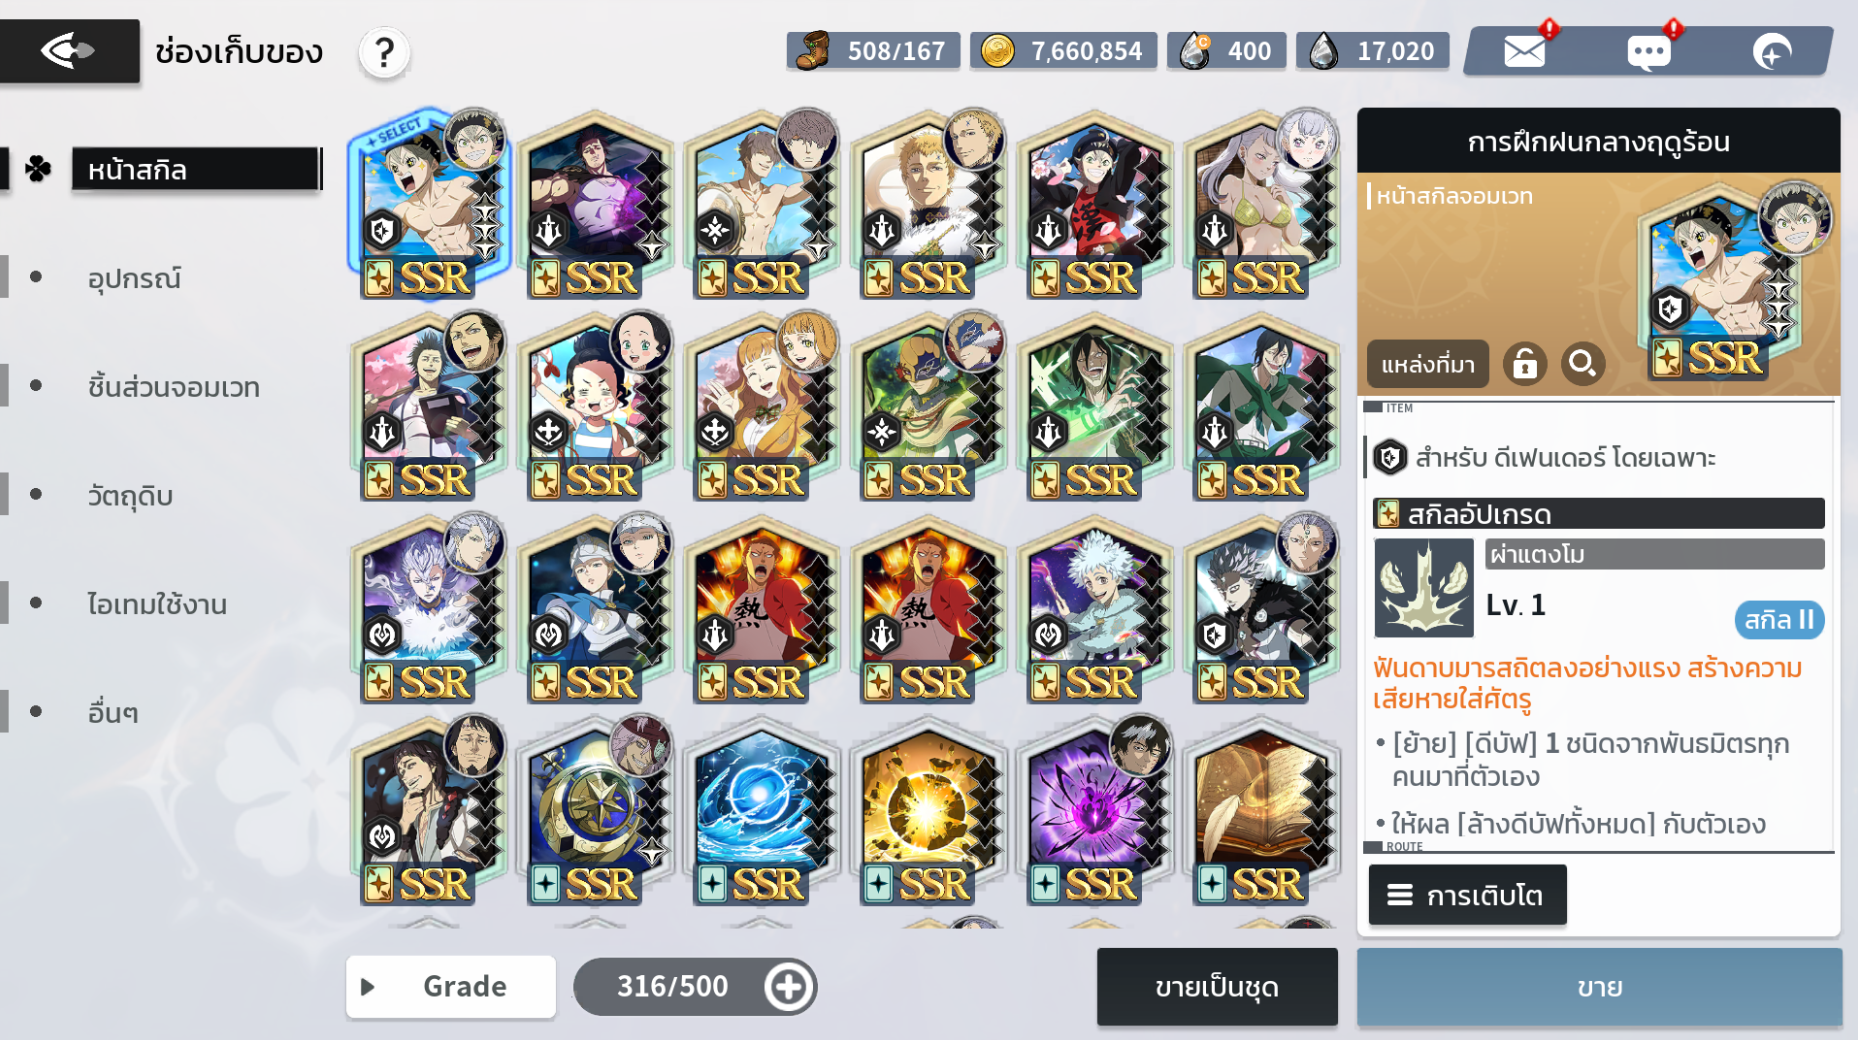 ช่องเก็บของ
?
508/167
7,660,854
C
400
17,020
หน้าสกิล
อุปกรณ์
ชิ้นส่วนจอมเวท
วัตถุดิบ
ไอเทมใช้งาน
อื่นๆ
+ SELECT
SSR
SSR
SSR
SSR
SSR
SSR
SSR
SSR
SSR
SSR
SSR
SSR
熱
熱
SSR
SSR
SSR
SSR
SSR
SSR
SSR
SSR
SSR
SSR
SSR
SSR
Grade
316/500
ขายเป็นชุด
การฝึกฝนกลางฤดูร้อน
หน้าสกิลจอมเวท
แหล่งที่มา
SSR
ITEM
สำหรับ ดีเฟนเดอร์ โดยเฉพาะ
สกิลอัปเกรด
ผ่าแตงโม
Lv. 1
สกิล II
ฟันดาบมารสถิตลงอย่างแรง สร้างความ
เสียหายใส่ศัตรู
• [ย้าย] [ดีบัฟ] 1 ชนิดจากพันธมิตรทุก
คนมาที่ตัวเอง
• ให้ผล [ล้างดีบัฟทั้งหมด] กับตัวเอง
ROUTE
การเติบโต
ขาย